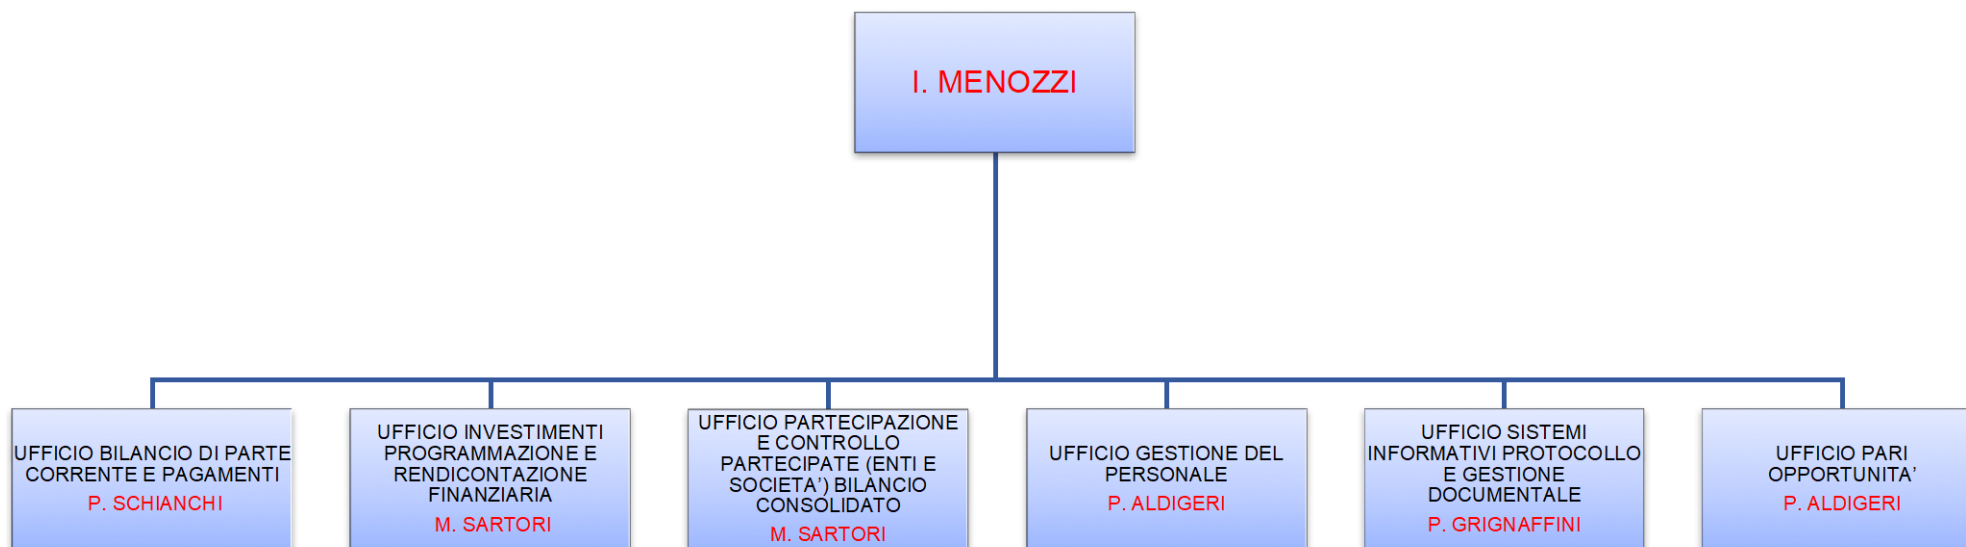 I. MENOZZI
UFFICIO BILANCIO DI PARTE
CORRENTE E PAGAMENTI
P. SCHIANCHI
UFFICIO INVESTIMENTI
PROGRAMMAZIONE E
RENDICONTAZIONE
FINANZIARIA
M. SARTORI
UFFICIO PARTECIPAZIONE
E CONTROLLO
PARTECIPATE (ENTI E
SOCIETA’) BILANCIO
CONSOLIDATO
M. SARTORI
UFFICIO GESTIONE DEL
PERSONALE
P. ALDIGERI
UFFICIO SISTEMI
INFORMATIVI PROTOCOLLO
E GESTIONE
DOCUMENTALE
P. GRIGNAFFINI
UFFICIO PARI
OPPORTUNITA’
P. ALDIGERI